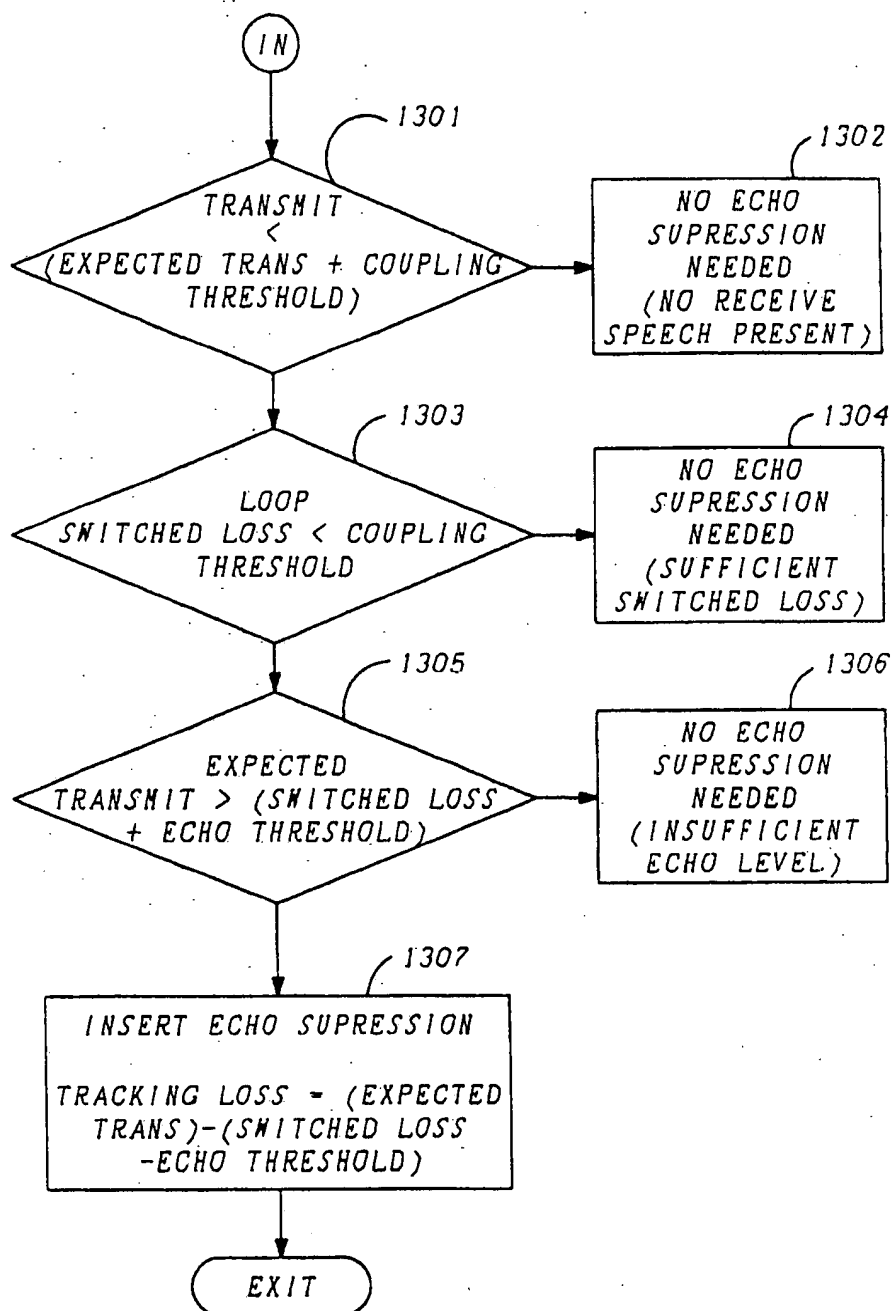 IN
1301
TRANSMIT
<
(EXPECTED TRANS + COUPLING
THRESHOLD)
1302
NO ECHO
SUPRESSION
NEEDED
(NO RECEIVE
SPEECH PRESENT)
1303
LOOP
SWITCHED LOSS < COUPLING
THRESHOLD
1304
NO ECHO
SUPRESSION
NEEDED
(SUFFICIENT
SWITCHED LOSS)
1305
EXPECTED
TRANSMIT > (SWITCHED LOSS
+ ECHO THRESHOLD)
1306
NO ECHO
SUPRESSION
NEEDED
(INSUFFICIENT
ECHO LEVEL)
1307
INSERT ECHO SUPRESSION
TRACKING LOSS = (EXPECTED
TRANS)-(SWITCHED LOSS
-ECHO THRESHOLD)
EXIT